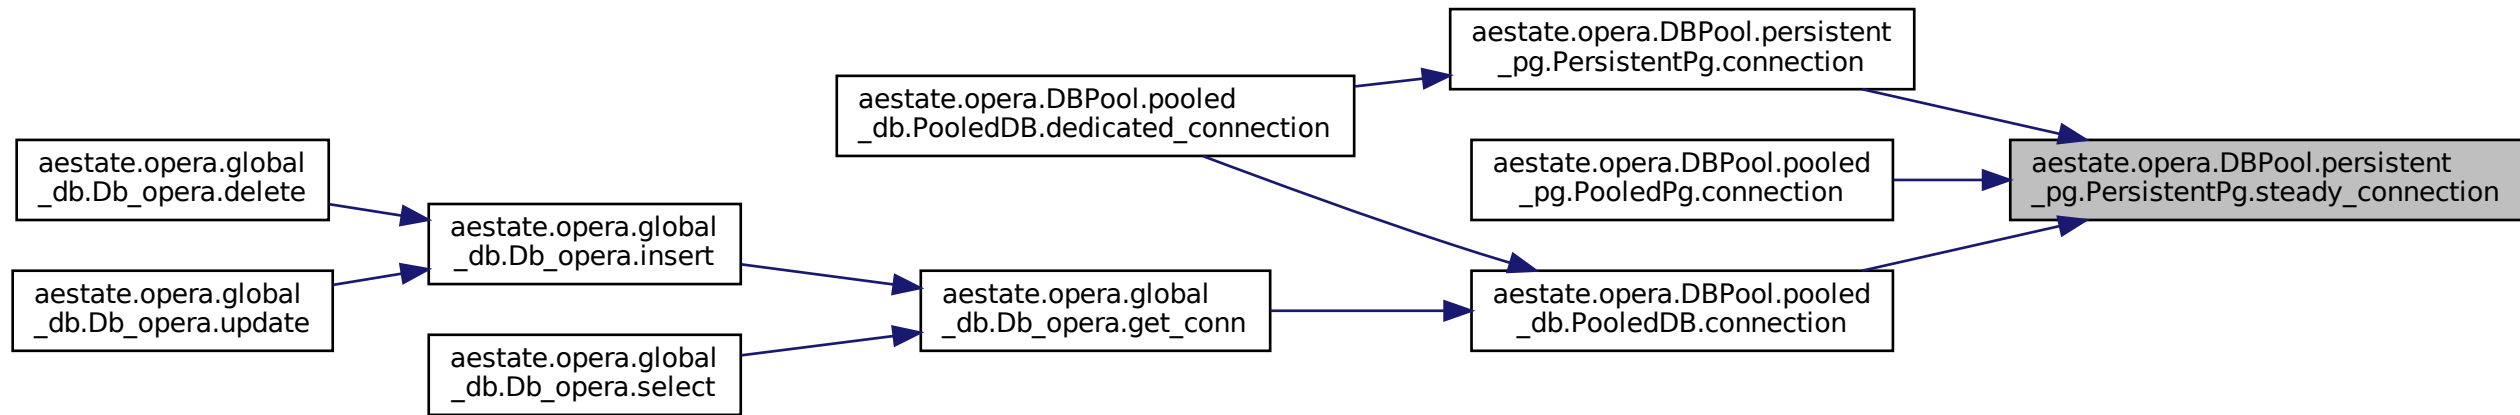 aestate.opera.DBPool.persistent
_pg.PersistentPg.connection
aestate.opera.DBPool.pooled
_db.PooledDB.dedicated_connection
aestate.opera.global
_db.Db_opera.delete
aestate.opera.DBPool.pooled
_pg.PooledPg.connection
aestate.opera.DBPool.persistent
_pg.PersistentPg.steady_connection
aestate.opera.global
_db.Db_opera.insert
aestate.opera.global
_db.Db_opera.update
aestate.opera.global
_db.Db_opera.get_conn
aestate.opera.DBPool.pooled
_db.PooledDB.connection
aestate.opera.global
_db.Db_opera.select